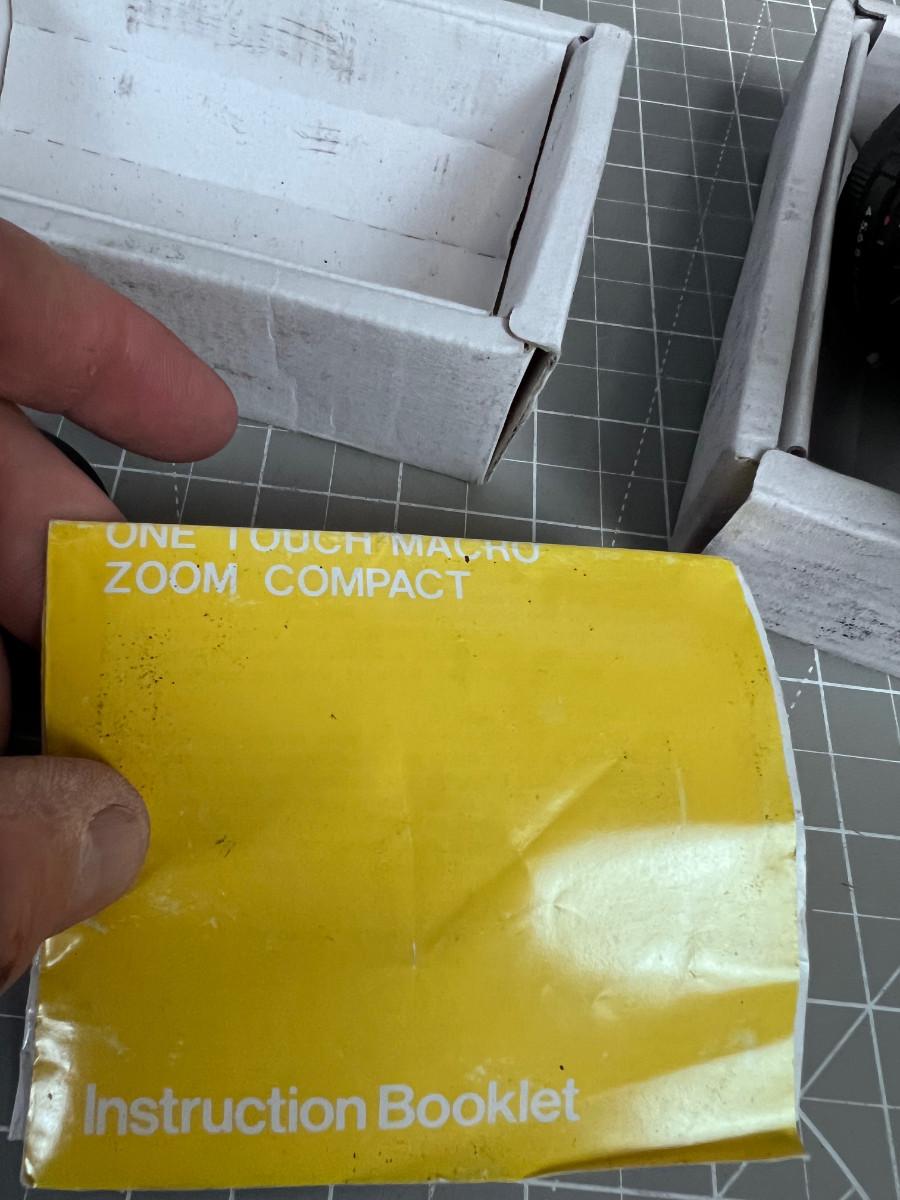 ONE TOUCH MACRO
ZOOM COMPACT
Instruction Booklet